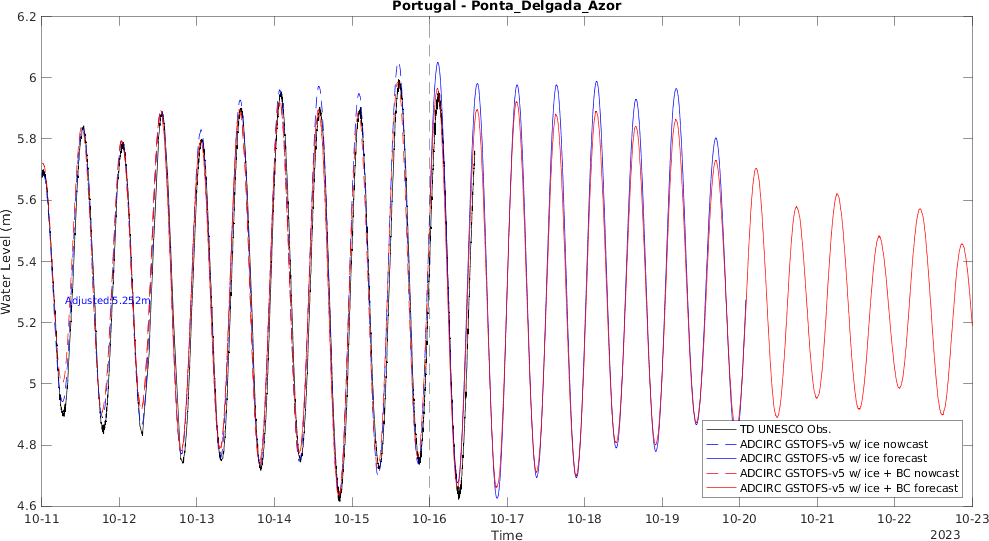 Portugal - Ponta_Delgada_Azor
6.2
6
5.8
5.6
5.4
5.2
5
4.8
4.6
Water Level (m)
Adjusted:5.252m
TD UNESCO Obs.
ADCIRC GSTOFS-v5 w/ ice nowcast
ADCIRC GSTOFS-v5 w/ ice forecast
ADCIRC GSTOFS-v5 w/ ice + BC nowcast
ADCIRC GSTOFS-v5 w/ ice + BC forecast
10-11 10-12 10-13 10-14 10-15 10-16 10-17 10-18 10-19 10-20 10-21 10-22 10-23
Time
2023